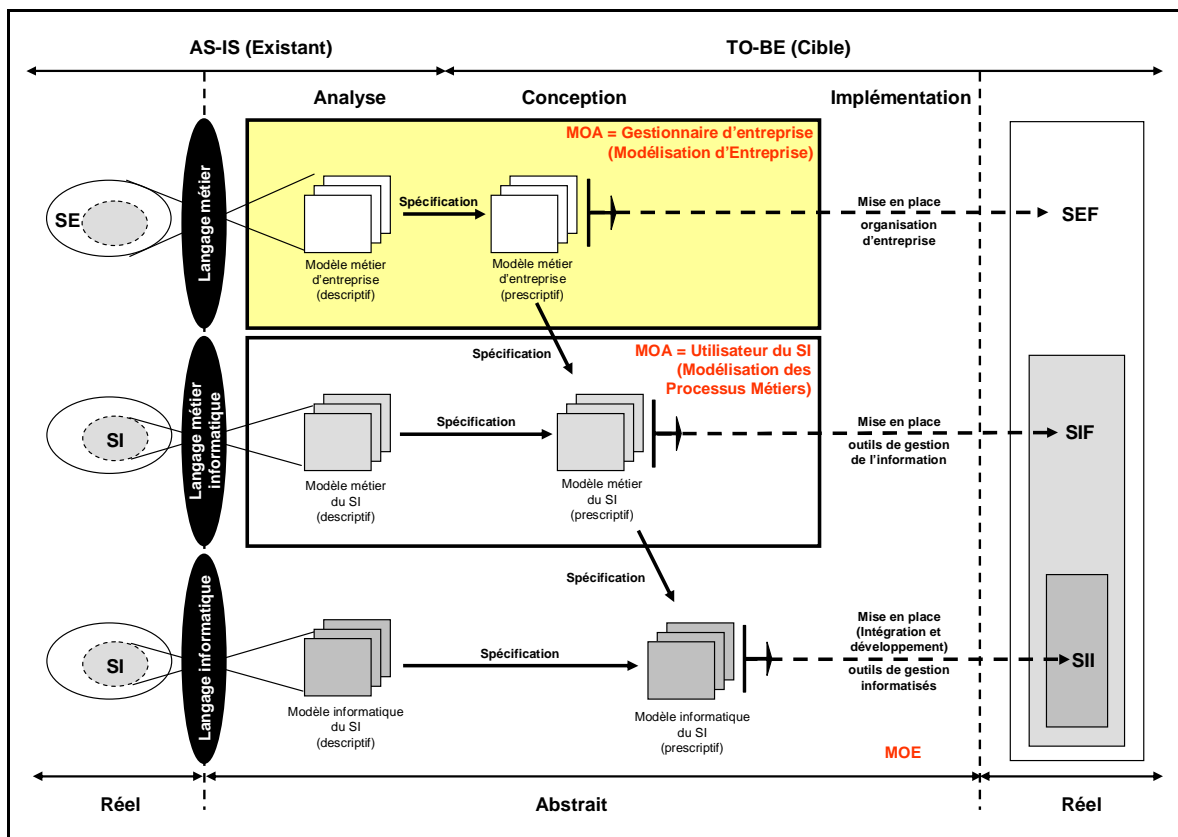 AS-IS (Existant)
TO-BE (Cible)
Analyse
Conception
Implémentation
MOA = Gestionnaire d'entreprise
(Modélisation d'Entreprise)
SE
Langage métier
Spécification
Modèle métier
d'entreprise
(descriptif)
Modèle métier
d'entreprise
(prescriptif)
Mise en place
organisation
d'entreprise
SEF
Spécification
MOA = Utilisateur du SI
(Modélisation des
Processus Métiers)
SI
Langage métier
informatique
Spécification
Modèle métier
du SI
(descriptif)
Modèle métier
du SI
(prescriptif)
Mise en place
outils de gestion
de l'information
SIF
Spécification
SI
Langage informatique
Spécification
Modèle informatique
du SI
(descriptif)
Modèle informatique
du SI
(prescriptif)
Mise en place
(Intégration et
développement)
outils de gestion
informatisés
SII
MOE
Réel
Abstrait
Réel